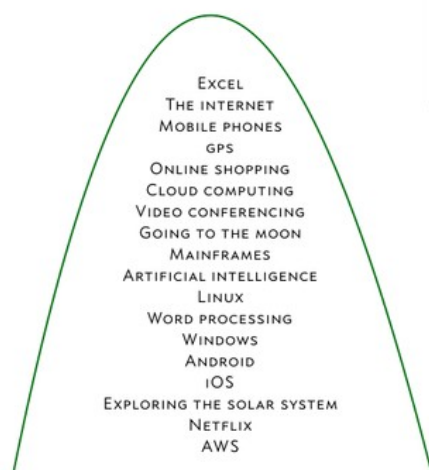 Excel
The internet
Mobile phones
GPS
Online shopping
Cloud computing
Video conferencing
Going to the moon
Mainframes
Artificial intelligence
Linux
Word processing
Windows
Android
iOS
Exploring the solar system
Netflix
AWS